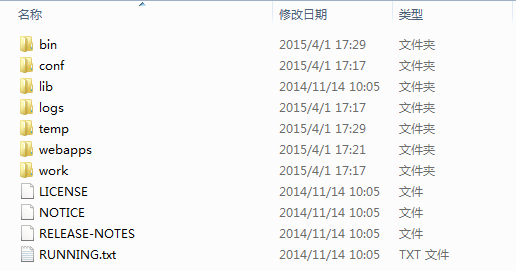 名称 修改日期 类型
bin 2015/4/1 17:29 文件夹
conf 2015/4/1 17:17 文件夹
lib 2014/11/14 10:05 文件夹
logs 2015/4/1 17:17 文件夹
temp 2015/4/1 17:29 文件夹
webapps 2015/4/1 17:21 文件夹
work 2015/4/1 17:17 文件夹
LICENSE 2014/11/14 10:05 文件
NOTICE 2014/11/14 10:05 文件
RELEASE-NOTES 2014/11/14 10:05 文件
RUNNING.txt 2014/11/14 10:05 TXT 文件